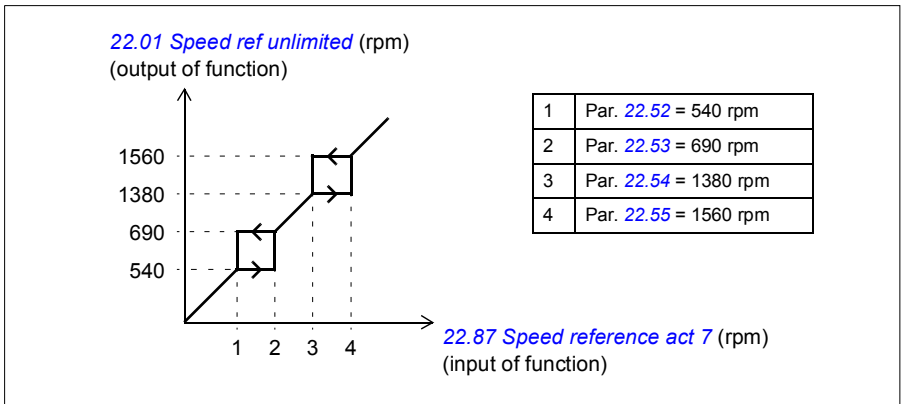 22.01 Speed ref unlimited (rpm)
(output of function)
1560
1380
690
540
1 2 3 4
22.87 Speed reference act 7 (rpm)
(input of function)
1 Par. 22.52 = 540 rpm
2 Par. 22.53 = 690 rpm
3 Par. 22.54 = 1380 rpm
4 Par. 22.55 = 1560 rpm